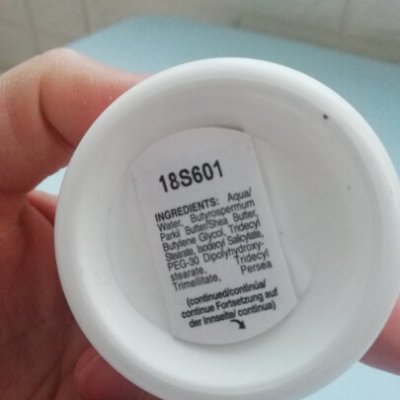 18S601
INGREDIENTS: Aqua/
Water, Butyrospermum
Parkii Butter/Shea Butter,
Butylene Glycol, Tridecyl
Stearate, Isodecyl Salicylate,
PEG-30 Dipolyhydroxy-
stearate, Tridecyl
Trimellitate, Persea
(continued/continúa/
continue Fortsetzung auf
der Innseite/ continua)